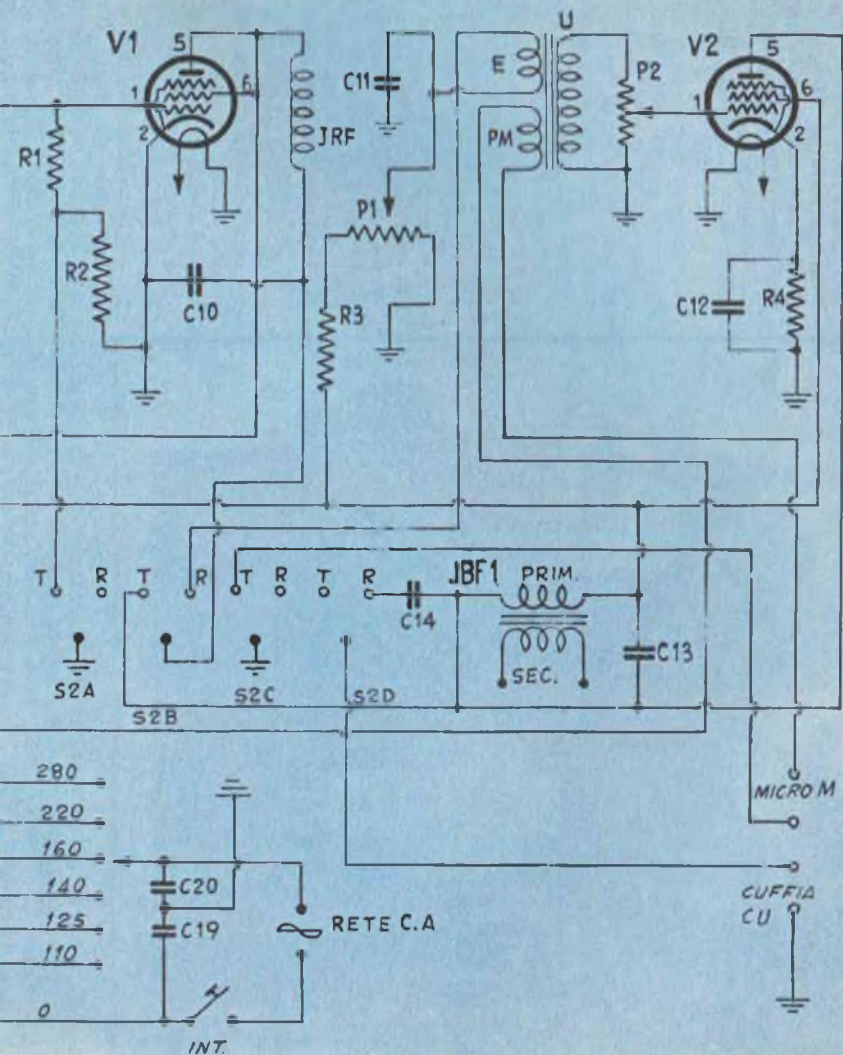 V1
5
1
6
2
R1
R2
C10
JRF
C11
P1
R3
E
PM
U
P2
V2
5
1
6
2
C12
R4
T R T R T R T R
JBF1 PRIM.
C14
SEC.
C13
S2A
S2B
S2C
S2D
280
220
160
140
125
110
0
C20
C19
RETE C.A
INT.
MICRO M
CUFFIA
CU